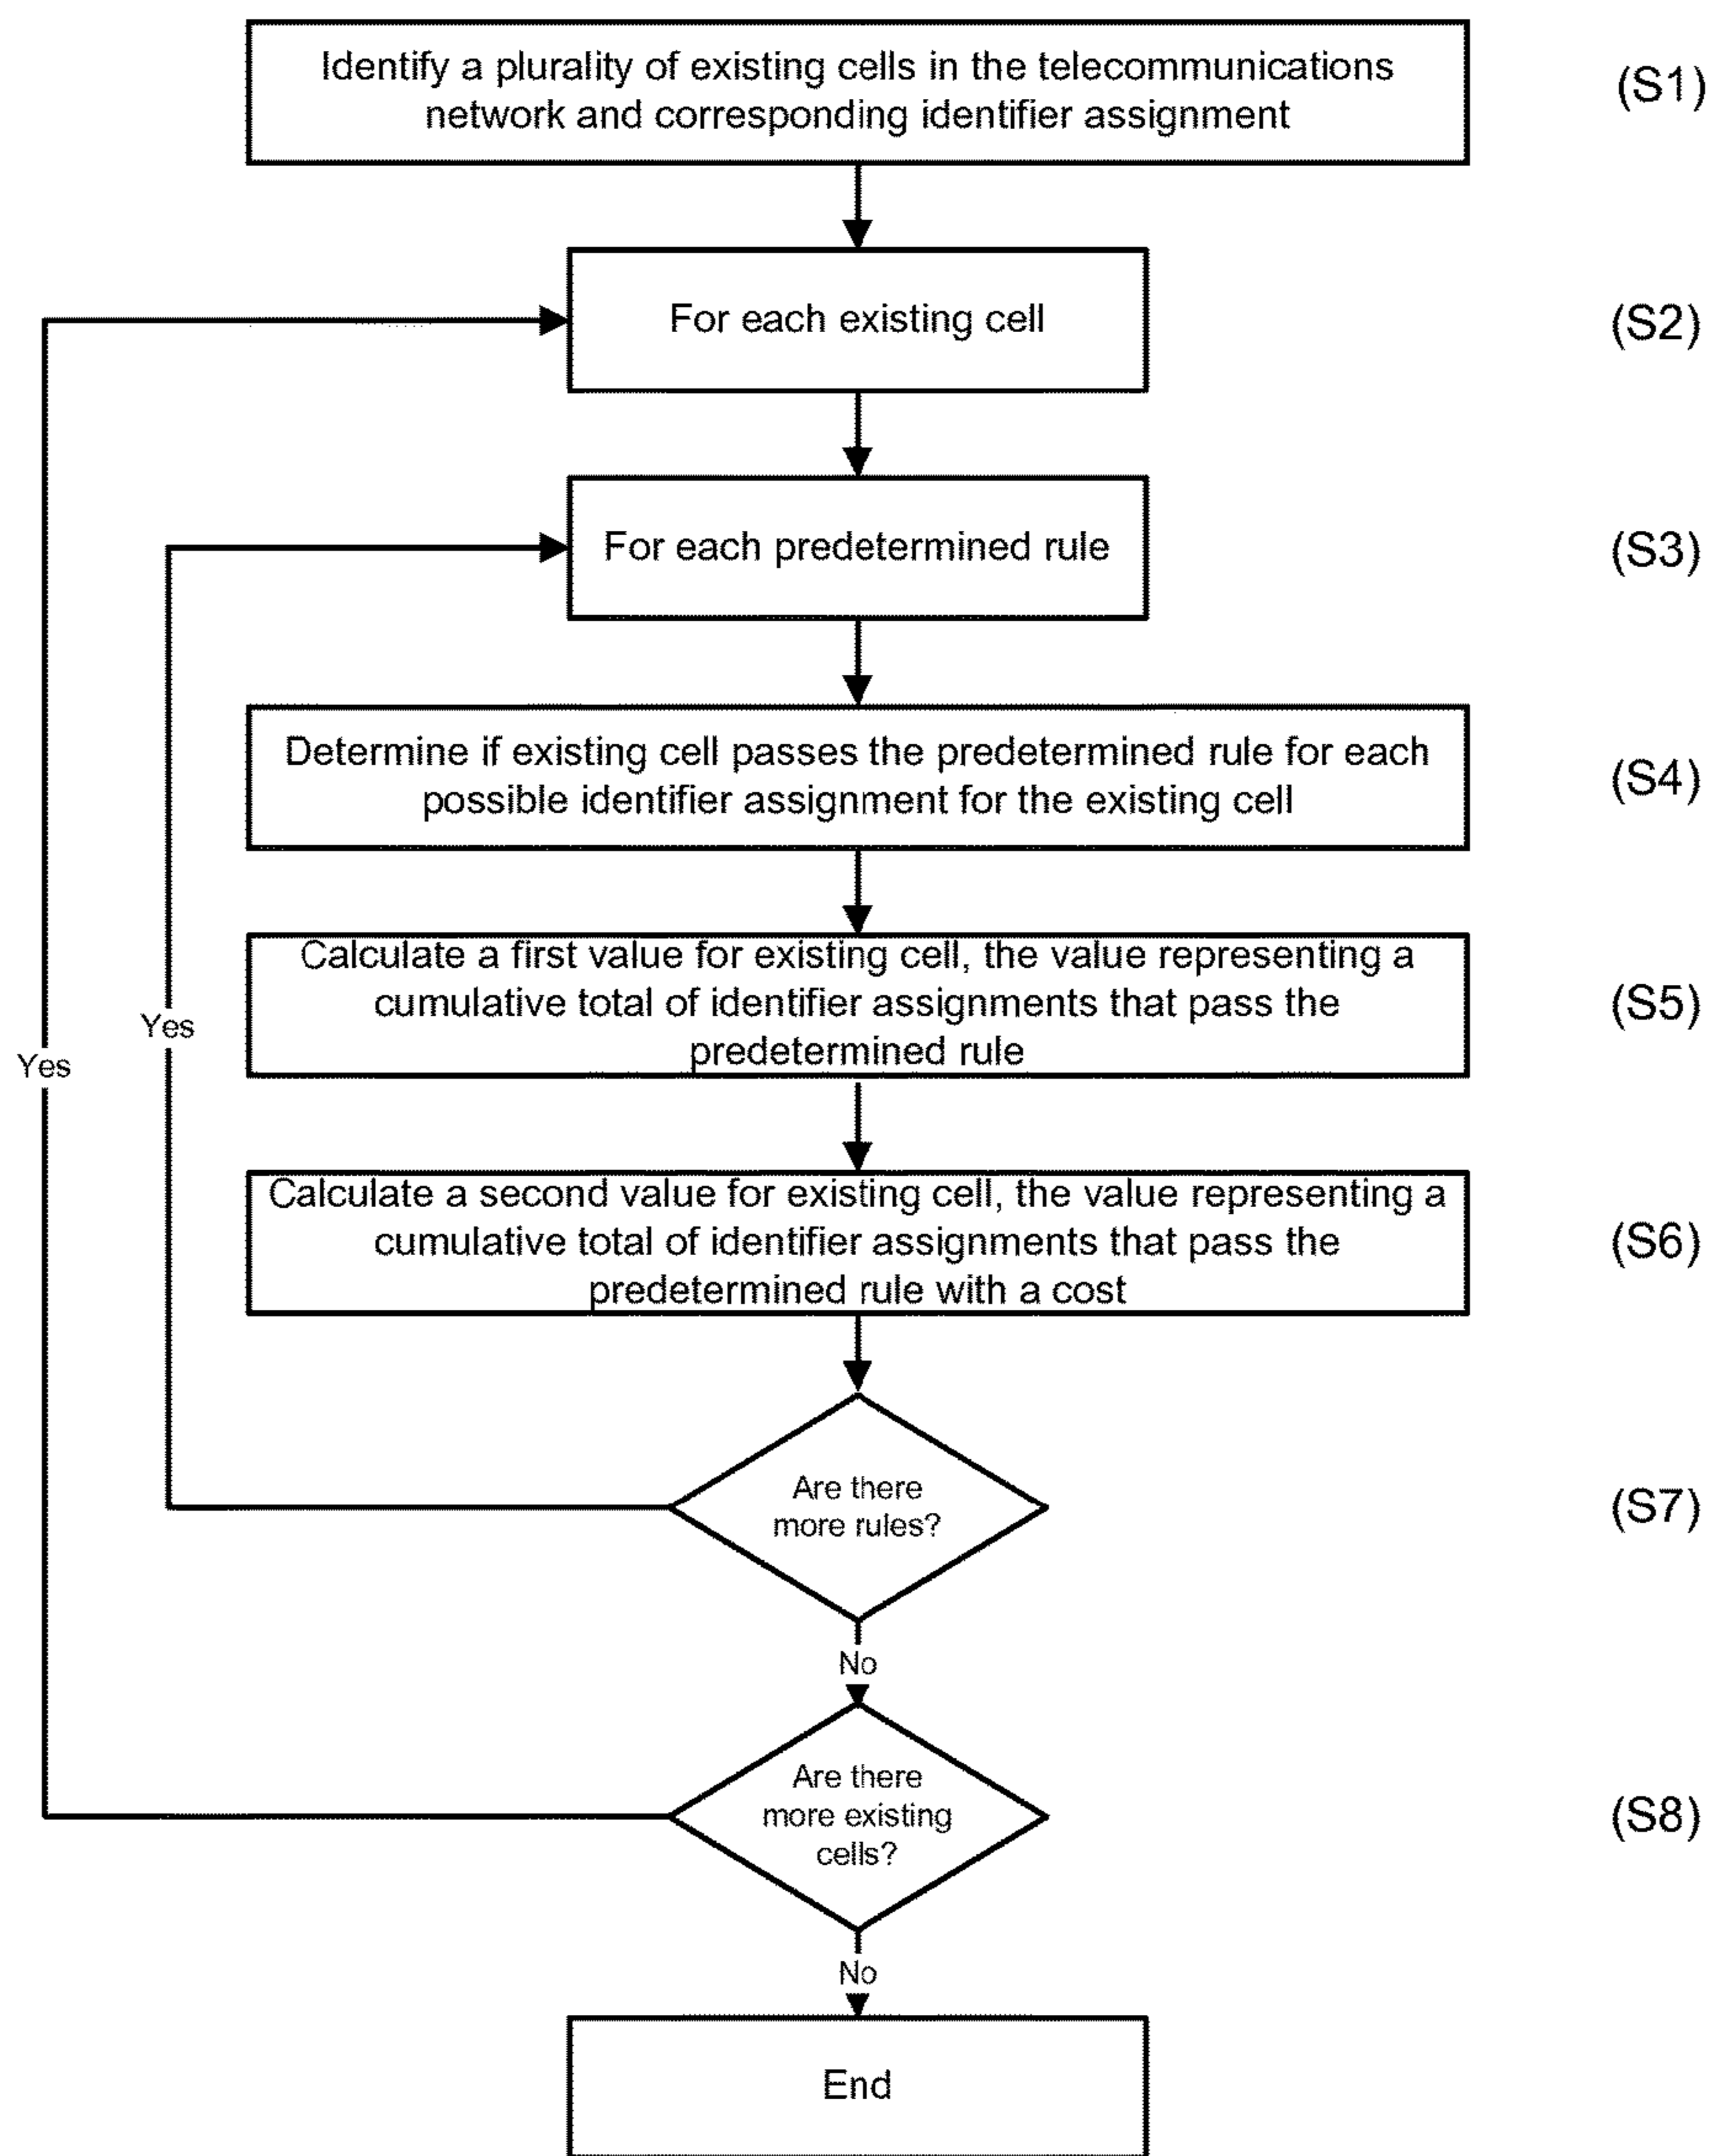 Identify a plurality of existing cells in the telecommunications
network and corresponding identifier assignment
(S1)
For each existing cell
(S2)
For each predetermined rule
(S3)
Determine if existing cell passes the predetermined rule for each
possible identifier assignment for the existing cell
(S4)
Calculate a first value for existing cell, the value representing a
cumulative total of identifier assignments that pass the
predetermined rule
(S5)
Yes
Yes
Calculate a second value for existing cell, the value representing a
cumulative total of identifier assignments that pass the
predetermined rule with a cost
(S6)
Are there
more rules?
(S7)
No
Are there
more existing
cells?
(S8)
No
End